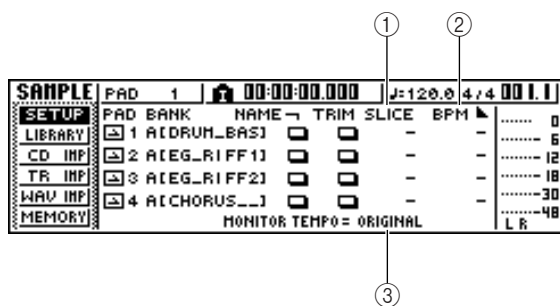 ① ②
SAMPLE PAD 1 00:00:00.000 ♩=120.0 4/4 001.1
SETUP PAD BANK NAME TRIM SLICE BPM
LIBRARY 1 A[DRUM_BAS] - -
CD IMP 2 A[EG_RIFF1] - -
TR IMP 3 A[EG_RIFF2] - -
WAV IMP 4 A[CHORUS__] - -
MEMORY MONITOR TEMPO= ORIGINAL
0
6
12
18
30
48
L R
③